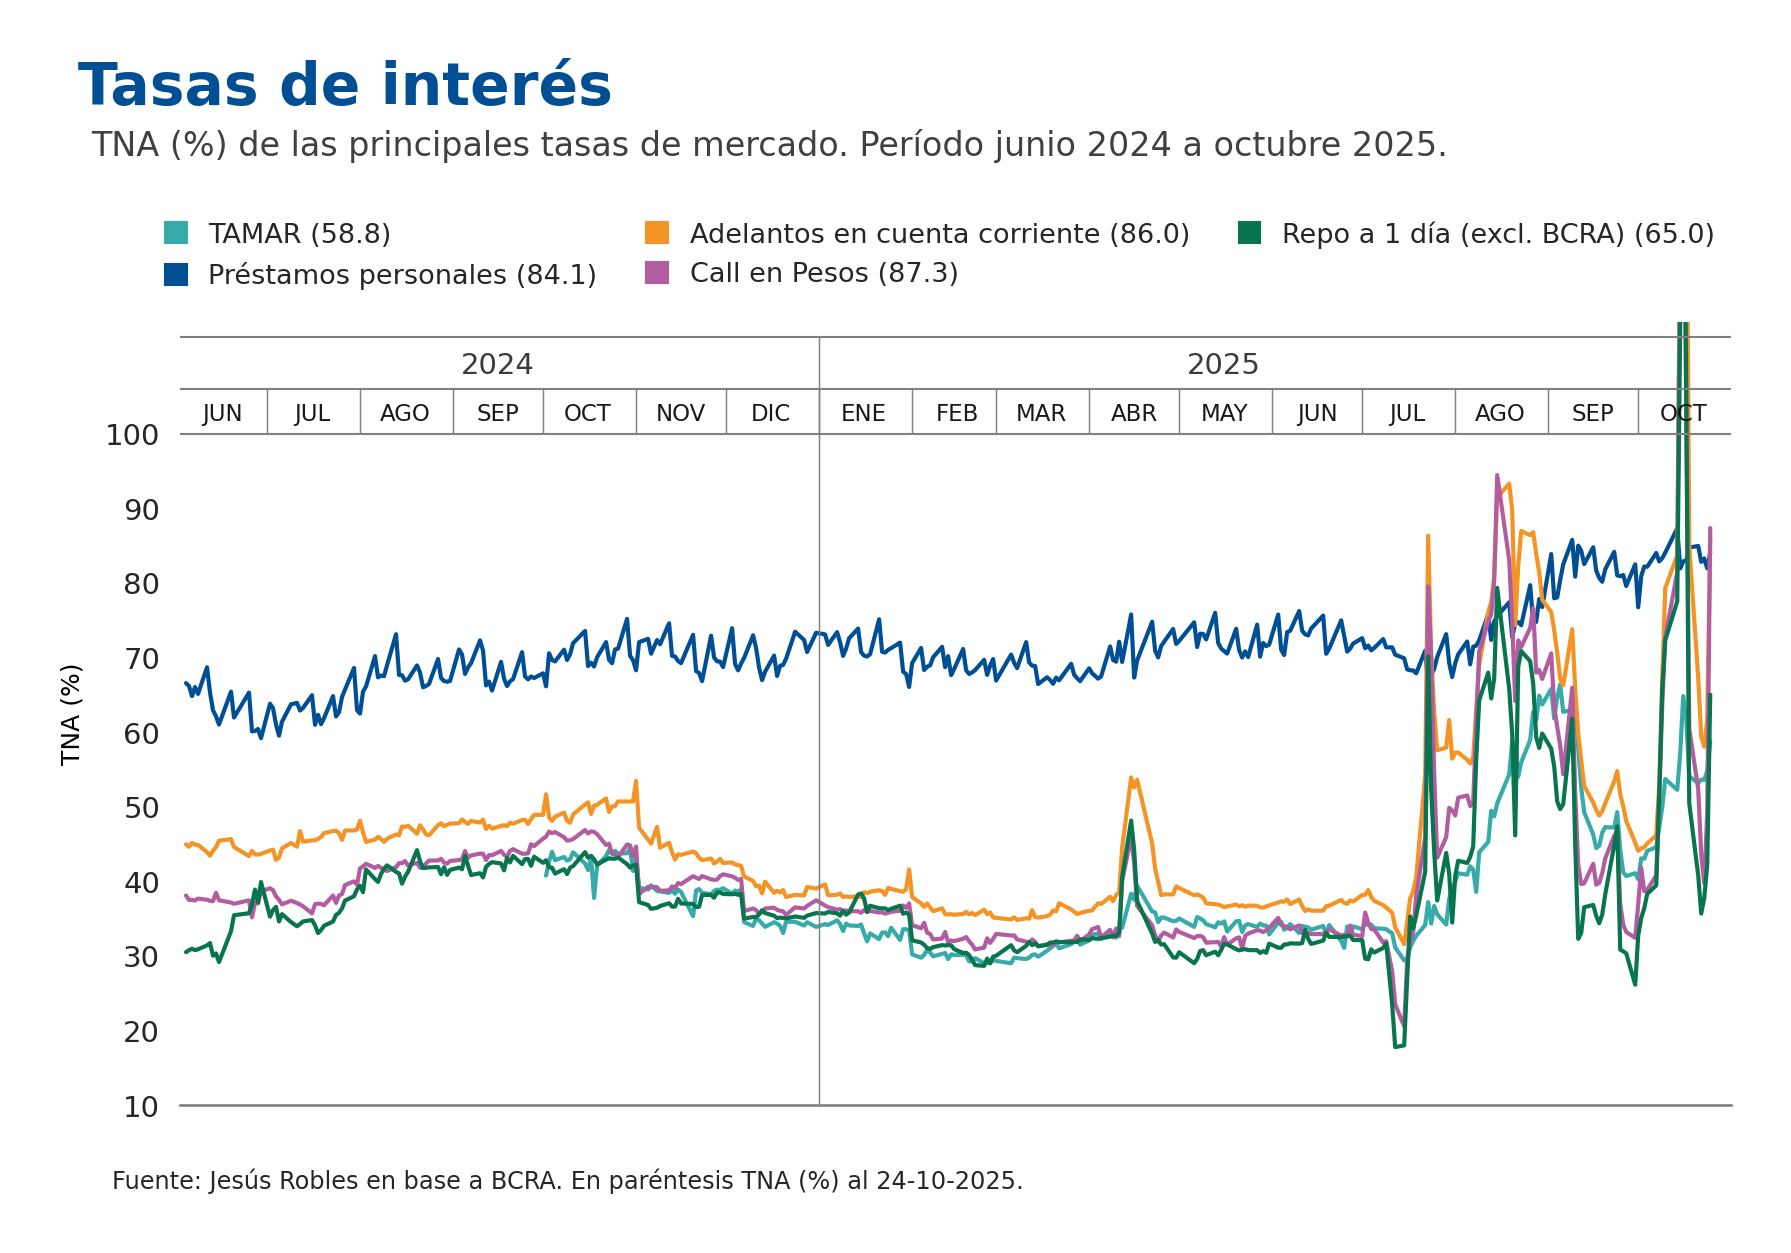 Tasas de interés
TNA (%) de las principales tasas de mercado. Período junio 2024 a octubre 2025.
TAMAR (58.8)
Adelantos en cuenta corriente (86.0)
Repo a 1 día (excl. BCRA) (65.0)
Préstamos personales (84.1)
Call en Pesos (87.3)
2024
2025
JUN JUL AGO SEP OCT NOV DIC ENE FEB MAR ABR MAY JUN JUL AGO SEP OCT
100
90
80
70
60
50
40
30
20
10
TNA (%)
Fuente: Jesús Robles en base a BCRA. En paréntesis TNA (%) al 24-10-2025.